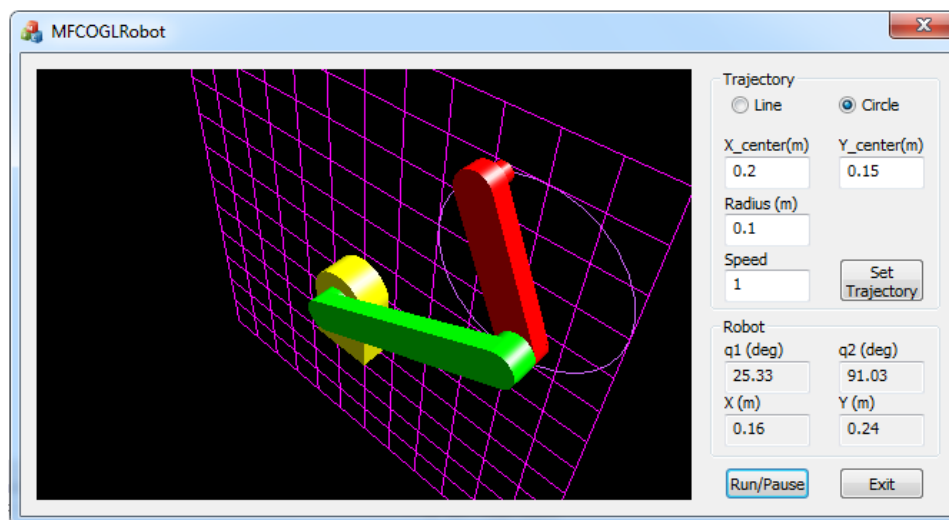 MFCOGLRobot
Trajectory
Line Circle
X_center(m) Y_center(m)
0.2 0.15
Radius (m)
0.1
Speed
1 Set
Trajectory
Robot
q1 (deg) q2 (deg)
25.33 91.03
X (m) Y (m)
0.16 0.24
Run/Pause Exit